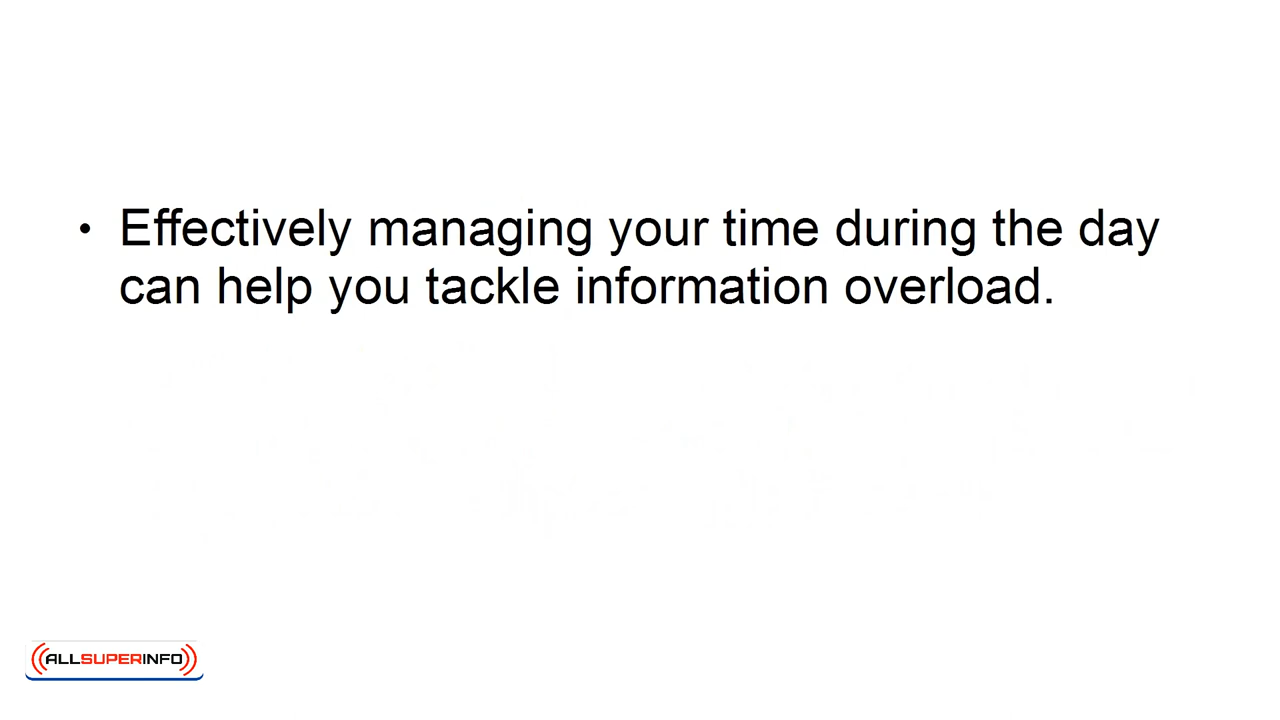 • Effectively managing your time during the day
can help you tackle information overload.
ALLSUPERINFO